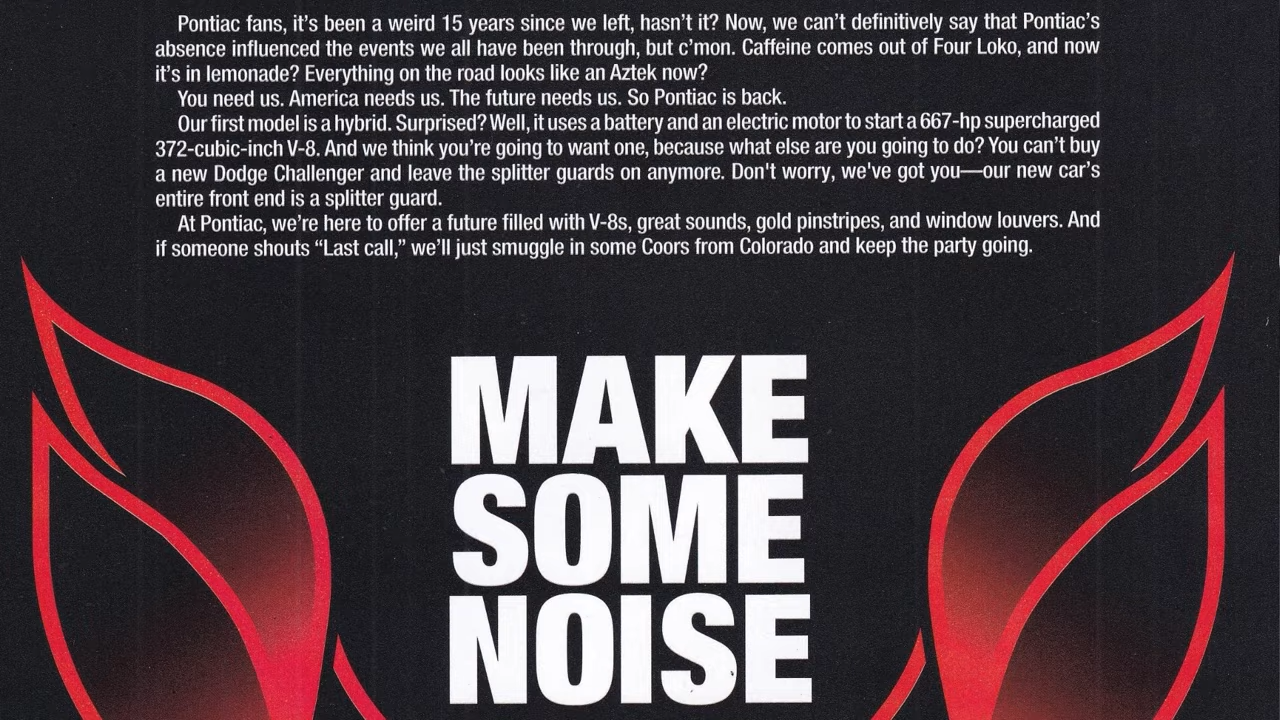 Pontiac fans, it’s been a weird 15 years since we left, hasn’t it? Now, we can’t definitively say that Pontiac’s
absence influenced the events we all have been through, but c’mon. Caffeine comes out of Four Loko, and now
it’s in lemonade? Everything on the road looks like an Aztek now?
You need us. America needs us. The future needs us. So Pontiac is back.
Our first model is a hybrid. Surprised? Well, it uses a battery and an electric motor to start a 667-hp supercharged
372-cubic-inch V-8. And we think you’re going to want one, because what else are you going to do? You can’t buy
a new Dodge Challenger and leave the splitter guards on anymore. Don't worry, we've got you—our new car’s
entire front end is a splitter guard.
At Pontiac, we’re here to offer a future filled with V-8s, great sounds, gold pinstripes, and window louvers. And
if someone shouts “Last call,” we’ll just smuggle in some Coors from Colorado and keep the party going.
MAKE
SOME
NOISE